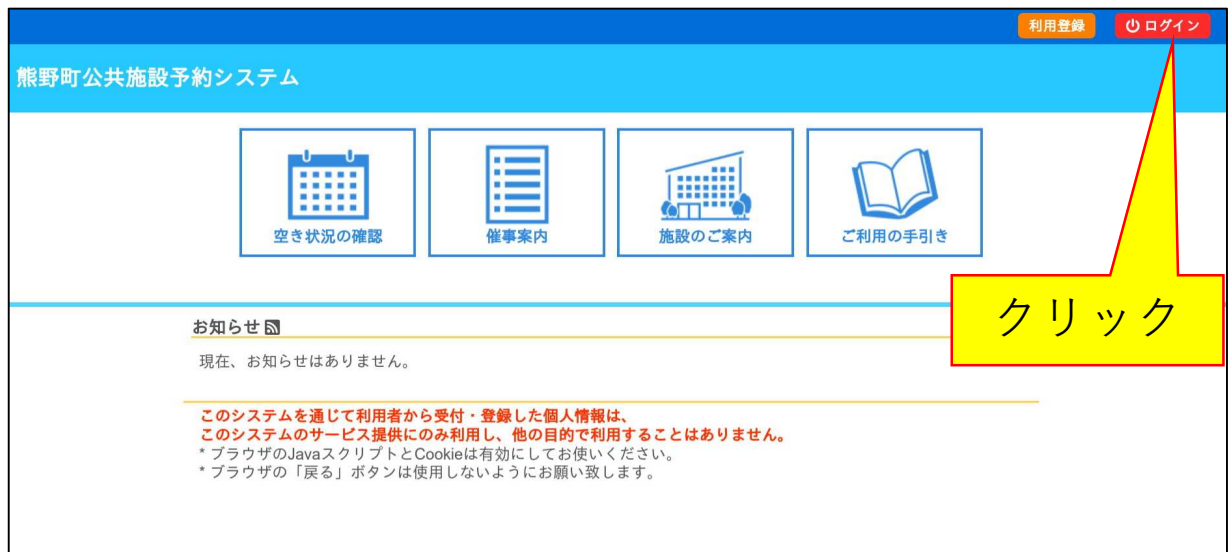 利用登録 ログイン
熊野町公共施設予約システム
空き状況の確認 催事案内 施設のご案内 ご利用の手引き
クリック
お知らせ
現在、お知らせはありません。
このシステムを通じて利用者から受付・登録した個人情報は、
このシステムのサービス提供にのみ利用し、他の目的で利用することはありません。
* ブラウザのJavaスクリプトとCookieは有効にしてお使いください。
* ブラウザの「戻る」ボタンは使用しないようにお願い致します。